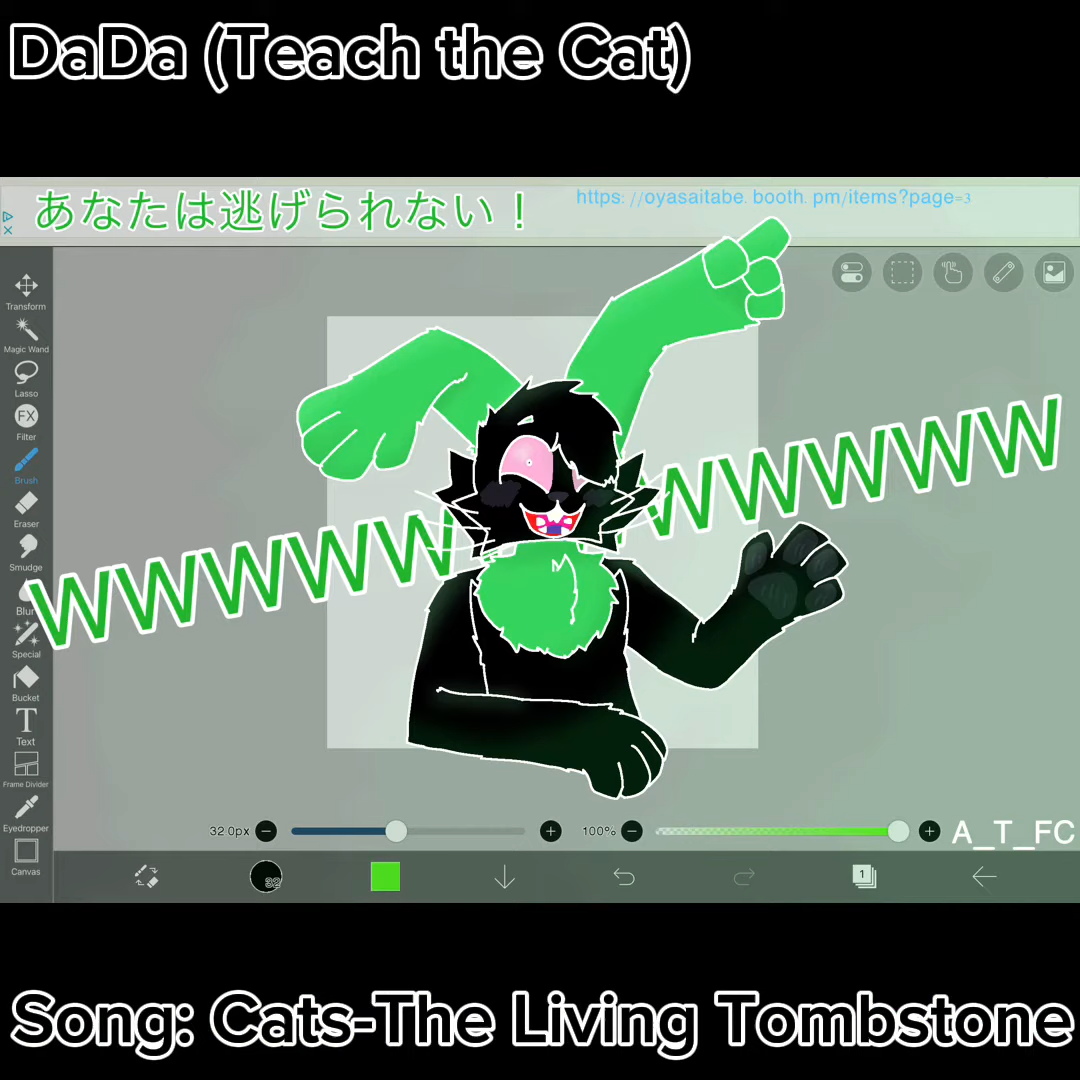 DaDa (Teach the Cat)
あなたは逃げられない！
https: //oyasaitabe. booth. pm/items?page=3
Transform
Magic Wand
Lasso
FX
Filter
Brush
Eraser
Smudge
Blur
Special
Bucket
T
Text
Frame Divider
Eyedropper
Canvas
wwwww wwwww
32.0px
100%
A_T_FC
32
1
Song: Cats-The Living Tombstone